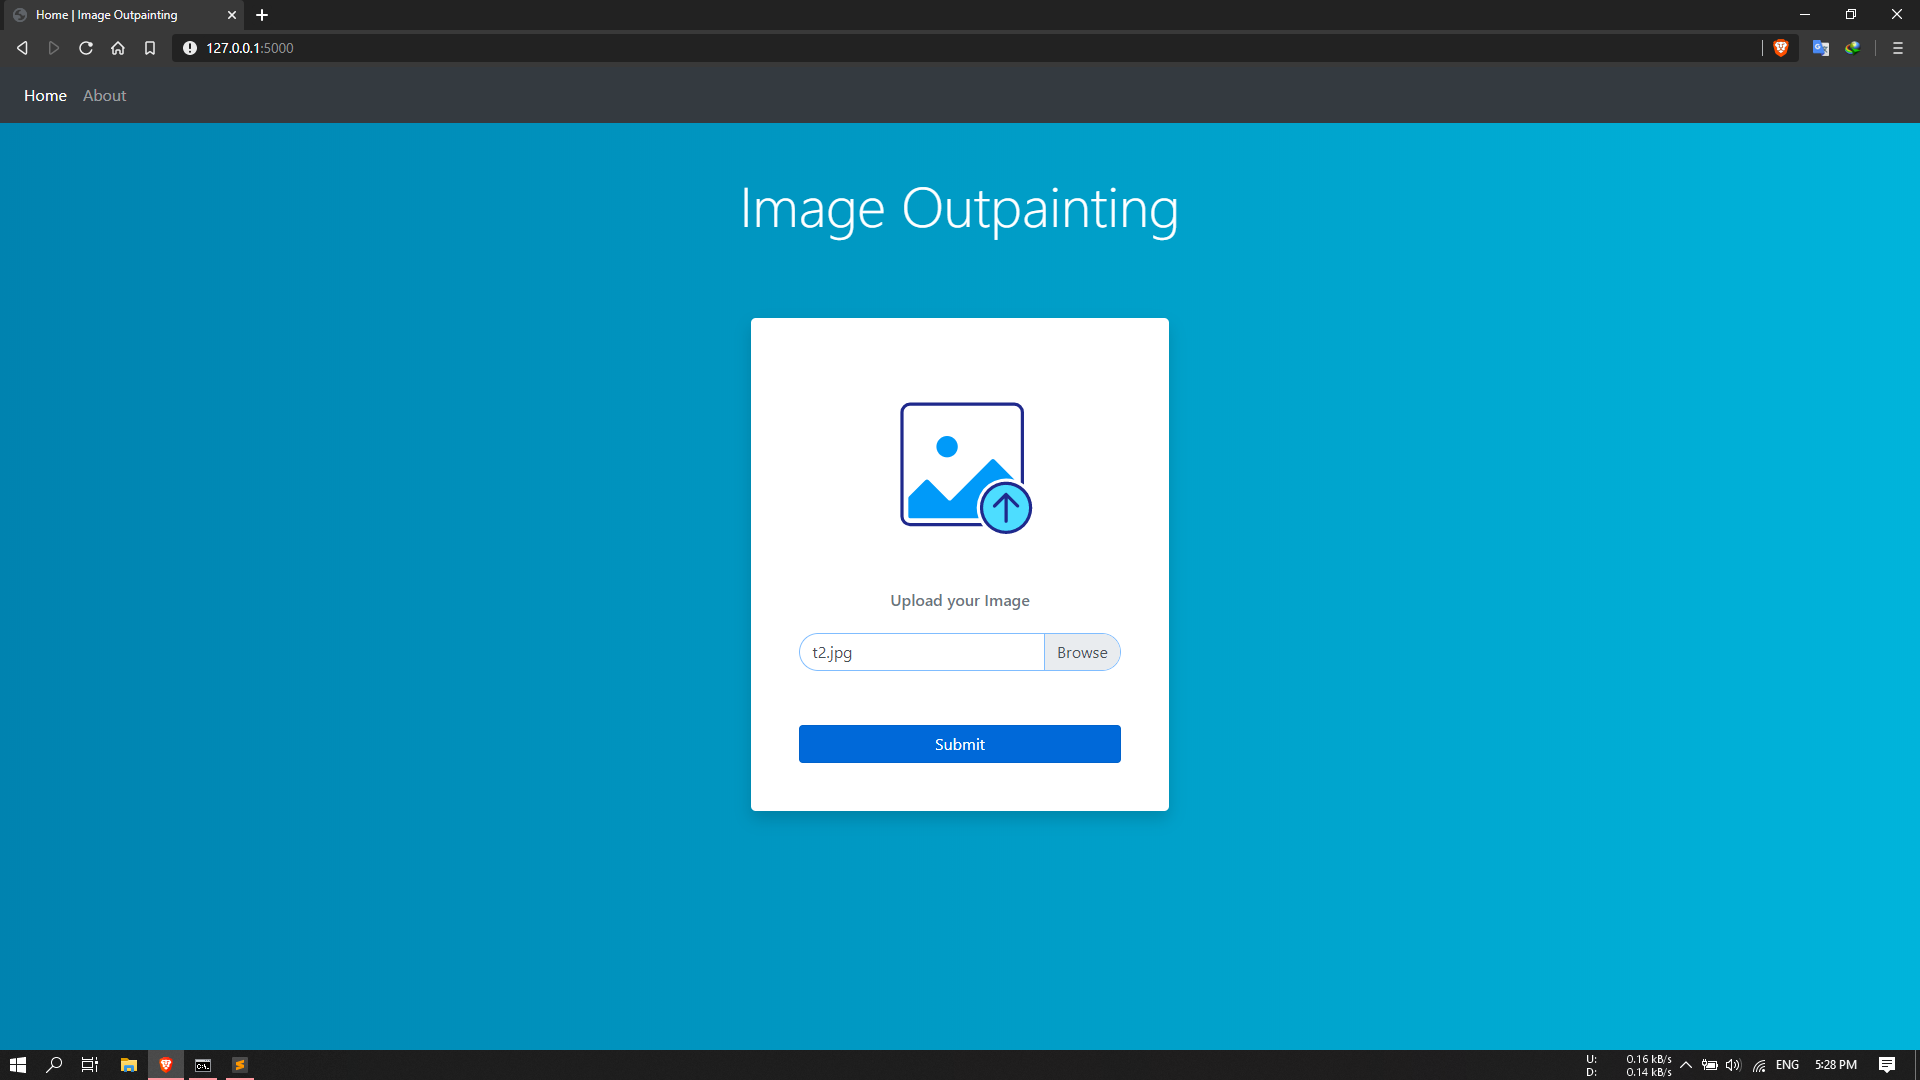 Home | Image Outpainting
127.0.0.1:5000
Home About
Image Outpainting
Upload your Image
t2.jpg Browse
Submit
U: 0.16 kB/s
D: 0.14 kB/s
ENG 5:28 PM